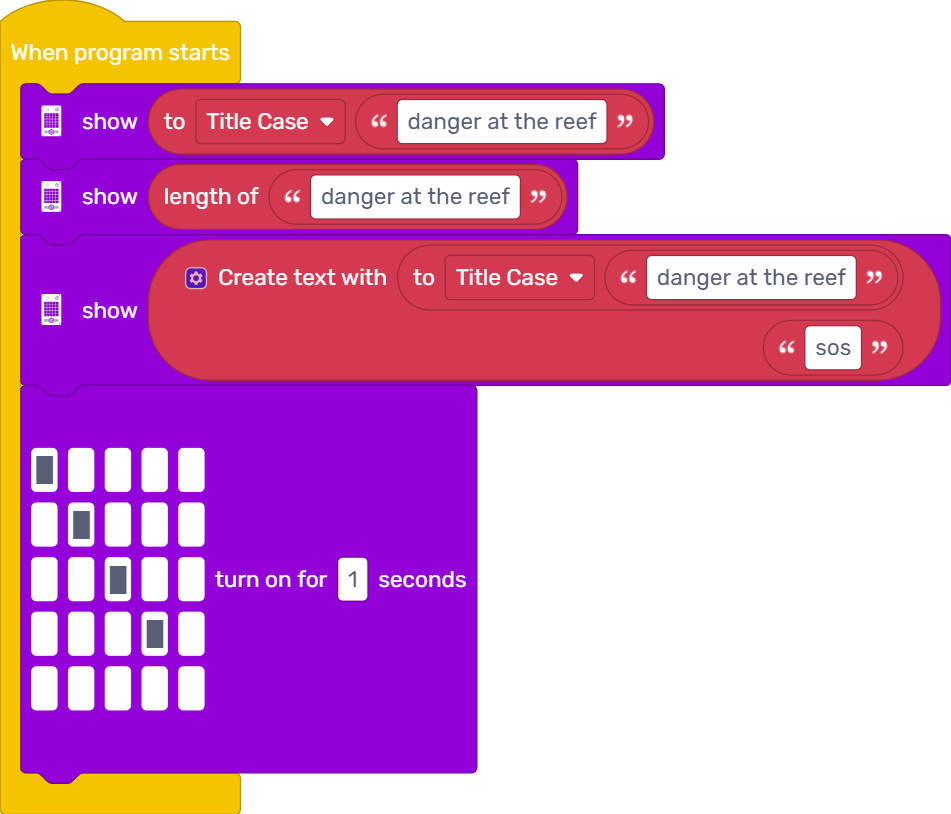 When program starts
show to Title Case “ danger at the reef ”
show length of “ danger at the reef ”
show Create text with to Title Case “ danger at the reef ”
“ sos ”
turn on for 1 seconds